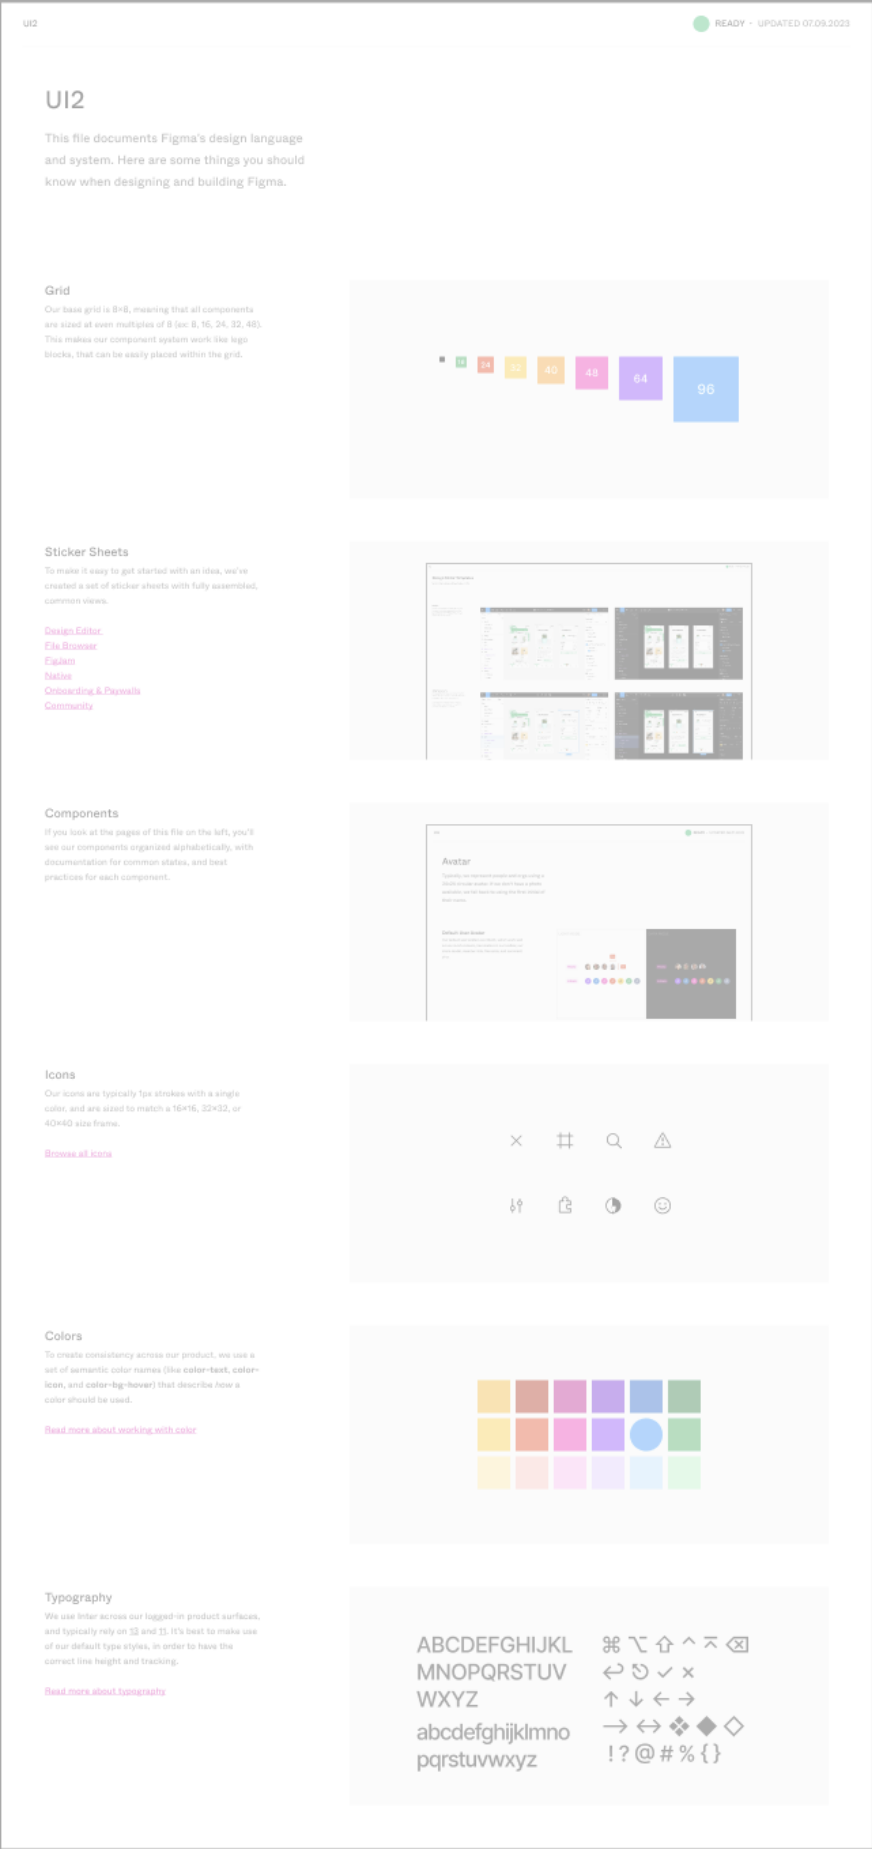 UI2
READY - UPDATED 07.09.2023
UI2
This file documents Figma's design language
and system. Here are some things you should
know when designing and building Figma.
Grid
Our base grid is 8×8, meaning that all components
are sized at even multiples of 8 (ex: 8, 16, 24, 32, 48).
This makes our component system work like lego
blocks, that can be easily placed within the grid.
16 24 32 40 48 64 96
Sticker Sheets
To make it easy to get started with an idea, we've
created a set of sticker sheets with fully assembled,
common views.
Design Editor
File Browser
FigJam
Native
Onboarding & Paywalls
Community
Components
If you look at the pages of this file on the left, you'll
see our components organized alphabetically, with
documentation for common states, and best
practices for each component.
READY
Avatar
Icons
Our icons are typically 1px strokes with a single
color, and are sized to match a 16×16, 32×32, or
40×40 size frame.
Browse all icons
Colors
To create consistency across our product, we use a
set of semantic color names (like color-text, color-
icon, and color-bg-hover) that describe how a
color should be used.
Read more about working with color
Typography
We use Inter across our logged-in product surfaces,
and typically rely on 13 and 11. It's best to make use
of our default type styles, in order to have the
correct line height and tracking.
Read more about typography
ABCDEFGHIJKL
MNOPQRSTUV
WXYZ
abcdefghijklmno
pqrstuvwxyz
⌘ ⌥ ⇧ ⌃ ⌤ ⌫
↩ ⎋ ✓ ×
↑ ↓ ← →
⟶ ↔ ❖ ◆ ◇
! ? @ # % { }